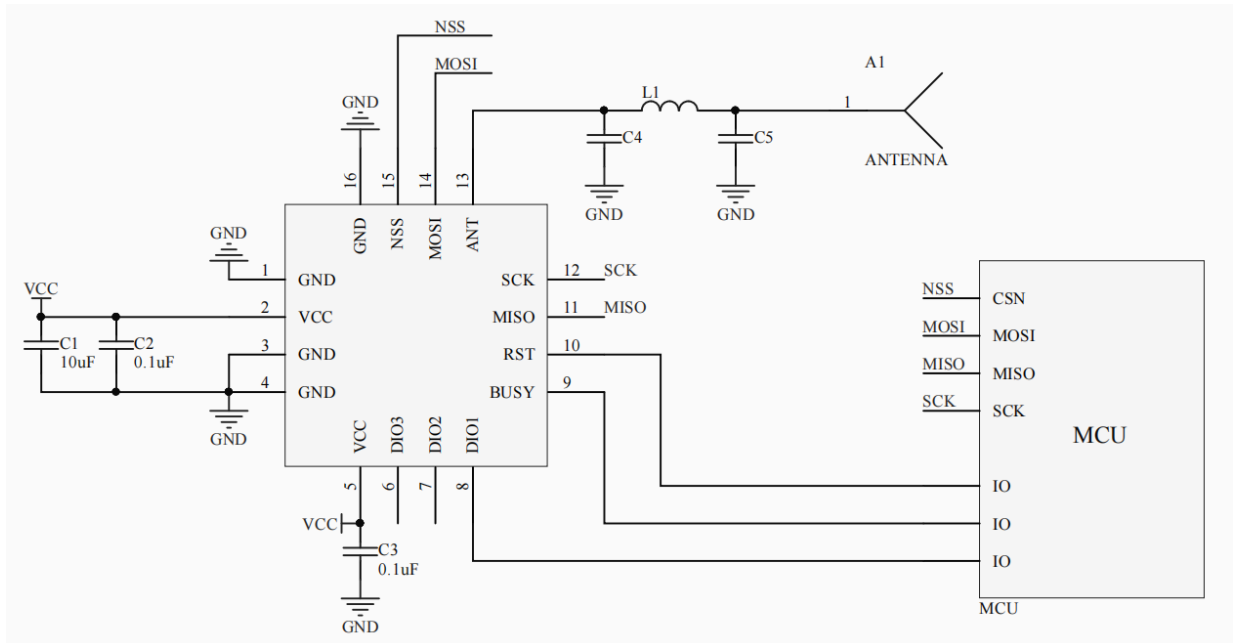 NSS
MOSI
A1
L1
GND
1
C4
C5
ANTENNA
16
15
14
13
GND
GND
GND
NSS
MOSI
ANT
GND
1
GND
SCK
12
SCK
VCC
2
VCC
MISO
11
MISO
NSS
CSN
C1
10uF
C2
0.1uF
3
GND
RST
10
MOSI
MOSI
4
GND
BUSY
9
MISO
MISO
GND
SCK
SCK
VCC
DIO3
DIO2
DIO1
MCU
5
6
7
8
IO
VCC
IO
C3
0.1uF
IO
GND
MCU